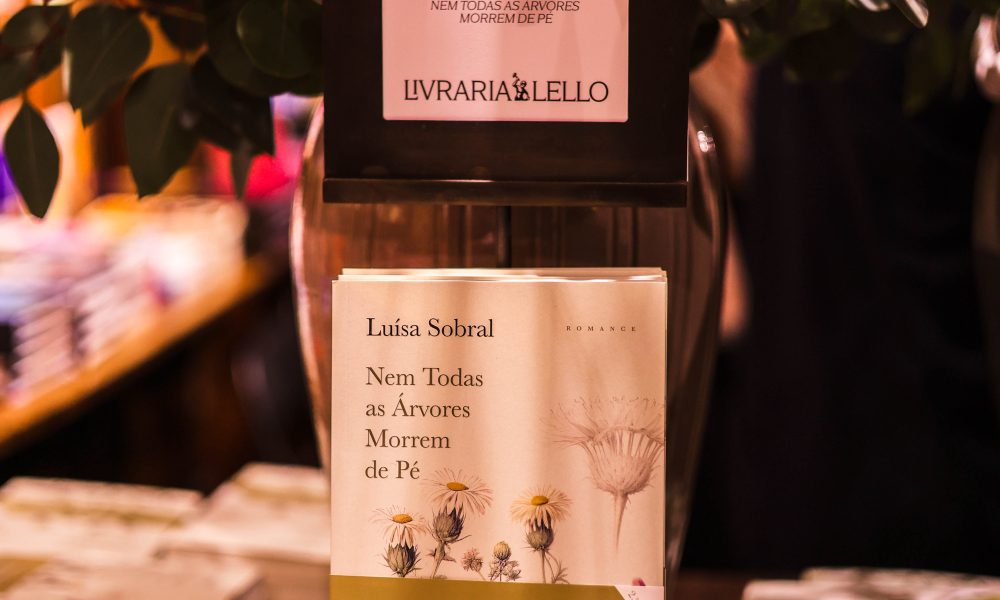 NEM TODAS AS ÁRVORES
MORREM DE PÉ
LIVRARIA LELLO
Luísa Sobral
ROMANCE
Nem Todas
as Árvores
Morrem
de Pé